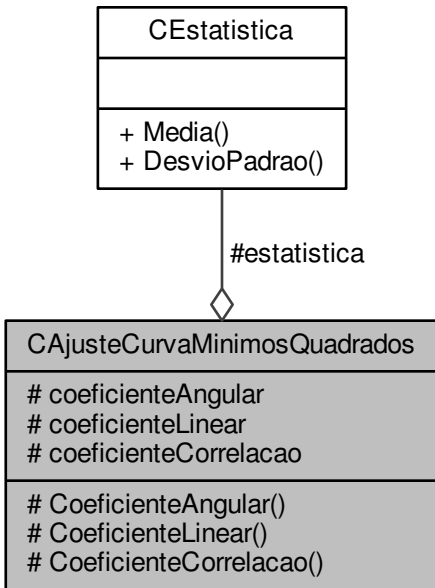 CEstatistica
+ Media()
+ DesvioPadrao()
#estatistica
CAjusteCurvaMinimosQuadrados
# coeficienteAngular
# coeficienteLinear
# coeficienteCorrelacao
# CoeficienteAngular()
# CoeficienteLinear()
# CoeficienteCorrelacao()